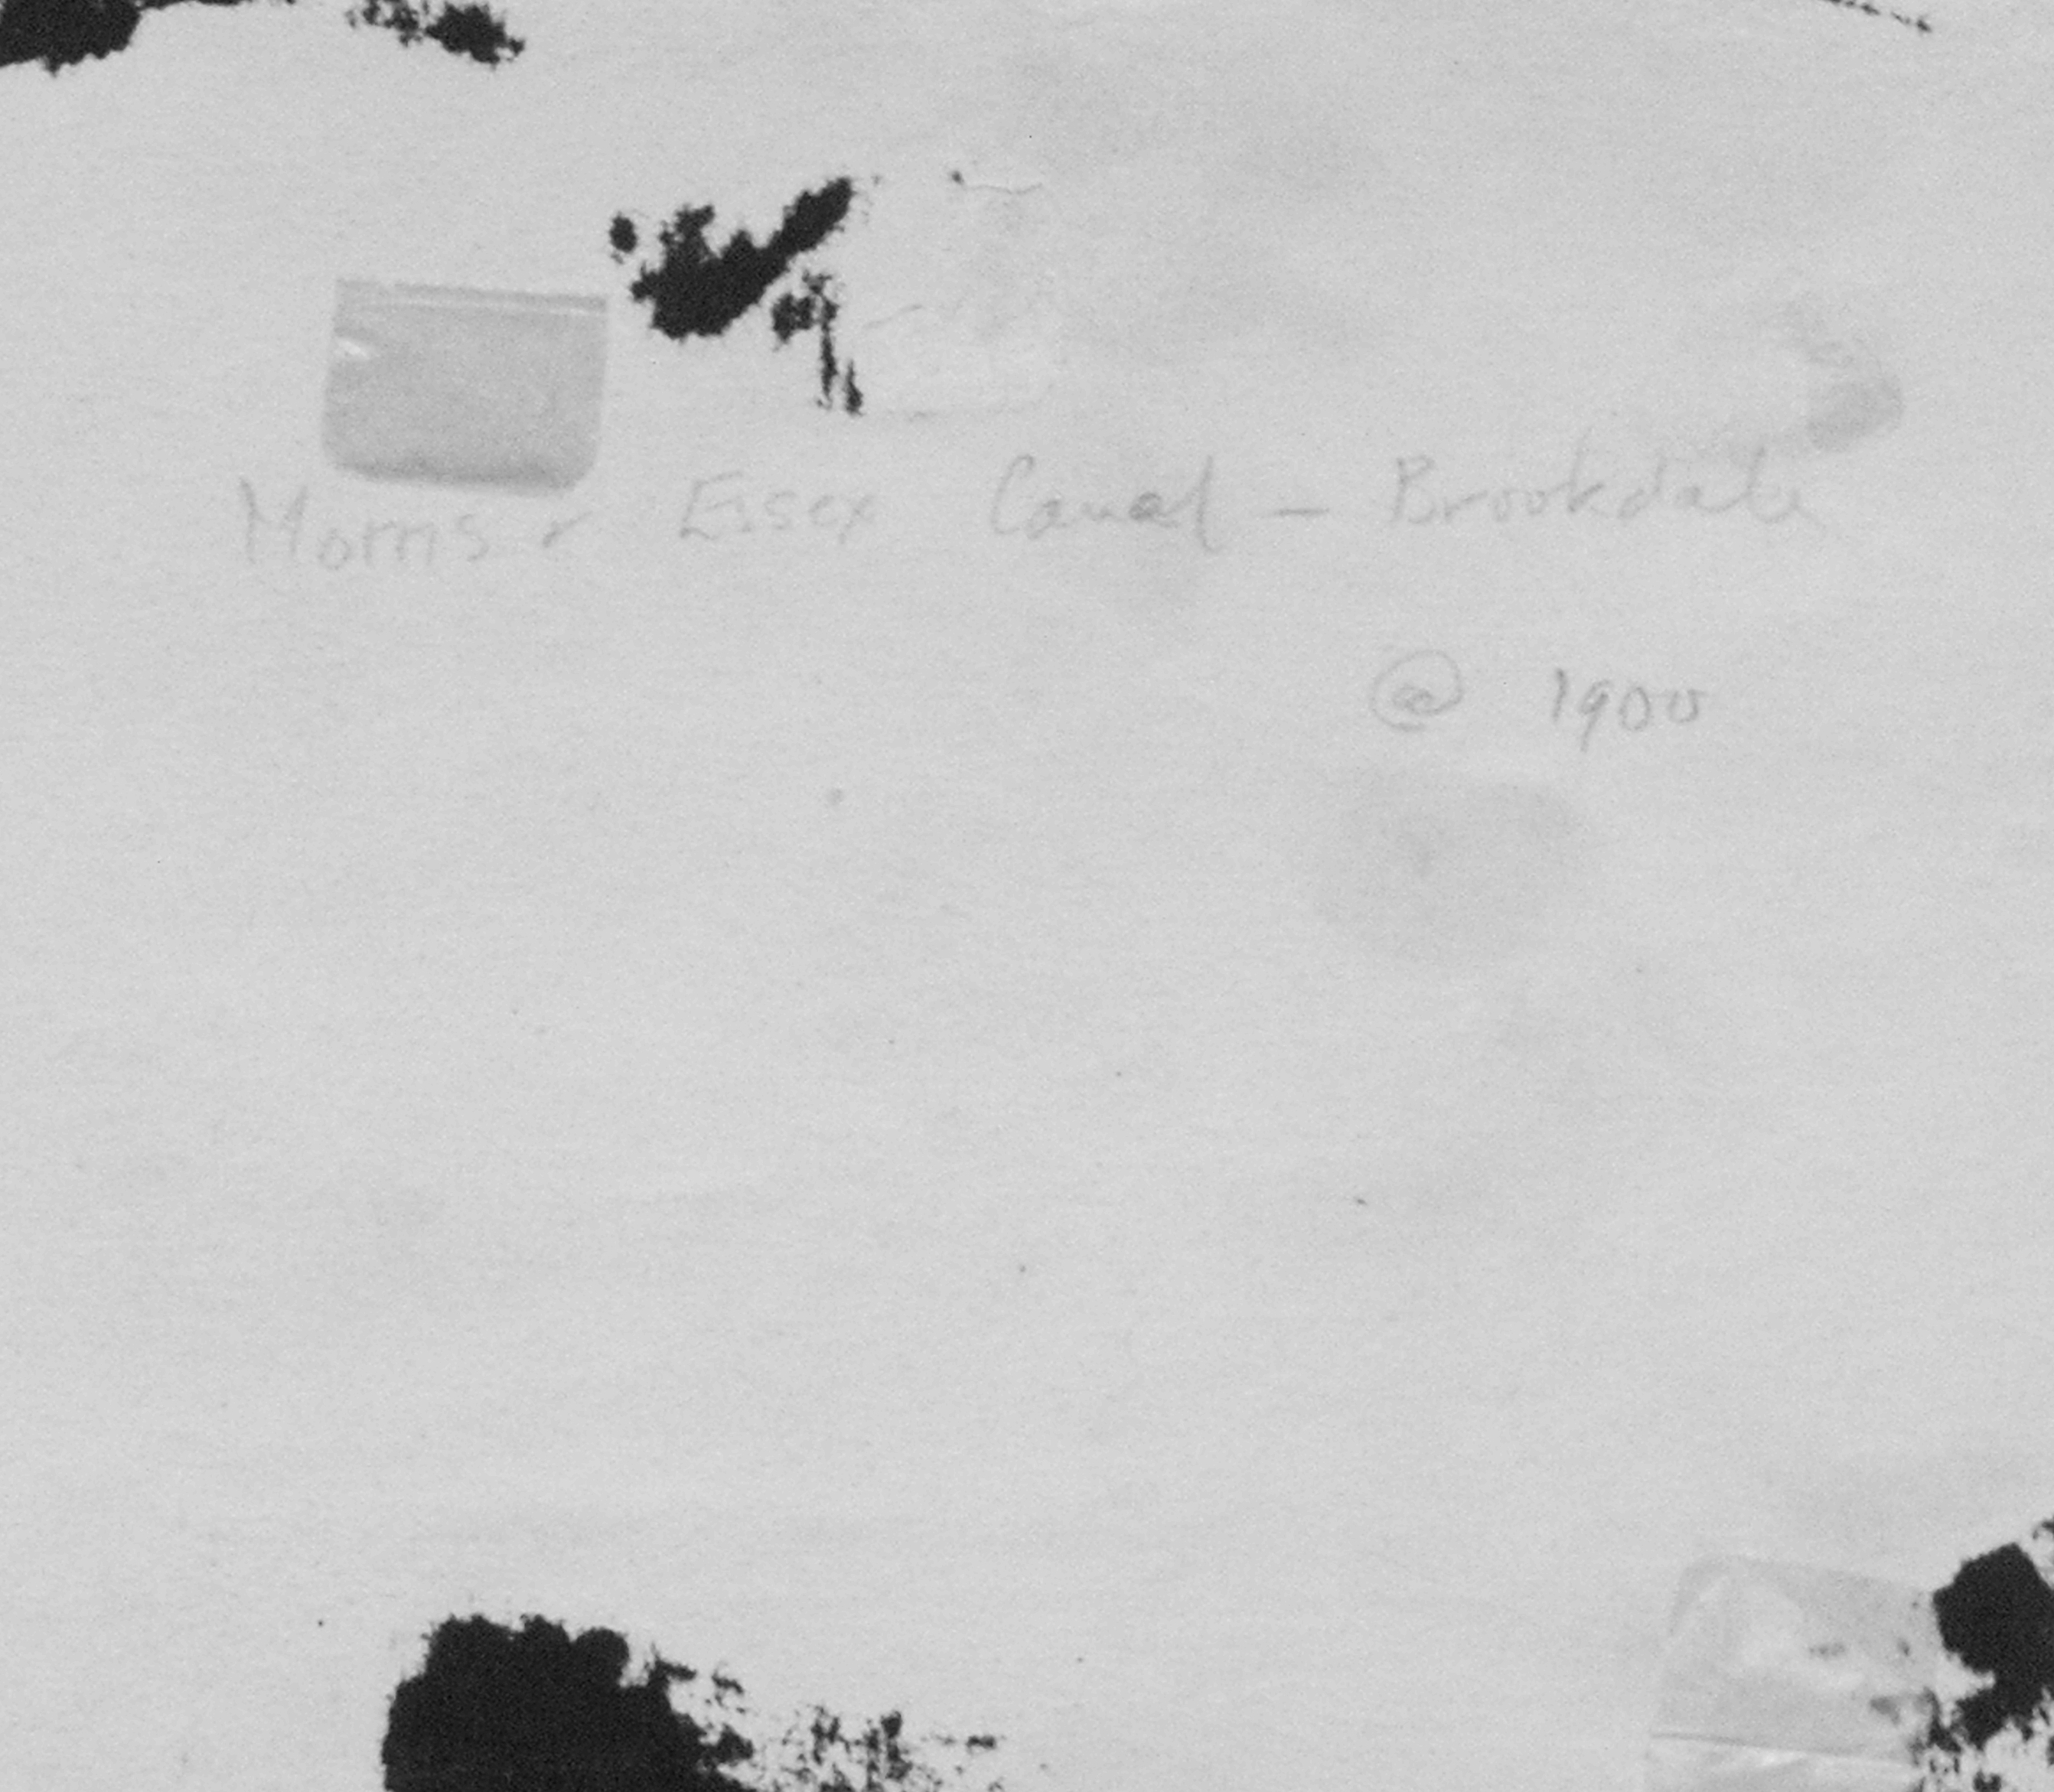 Morris & Essex Canal — Brookdale
@ 1900